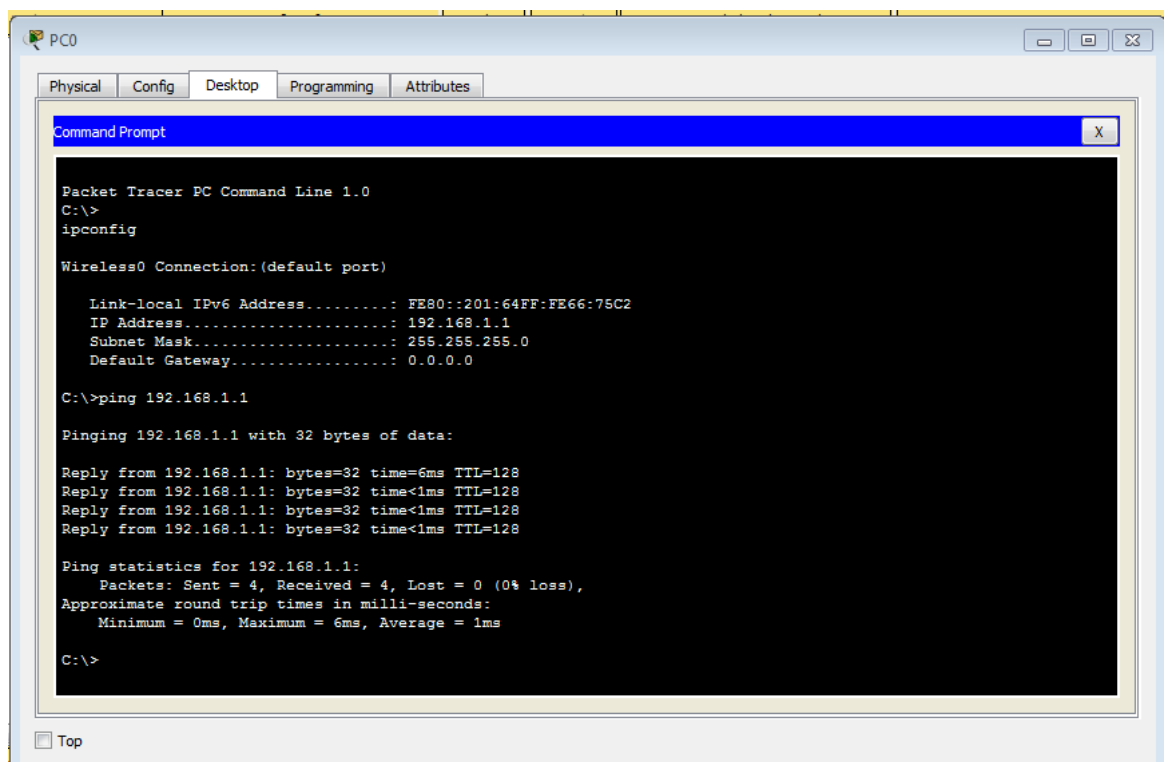 PC0
Physical Config Desktop Programming Attributes
Command Prompt X
Packet Tracer PC Command Line 1.0
C:\>
ipconfig
Wireless0 Connection:(default port)
Link-local IPv6 Address.........: FE80::201:64FF:FE66:75C2
IP Address......................: 192.168.1.1
Subnet Mask.....................: 255.255.255.0
Default Gateway.................: 0.0.0.0
C:\>ping 192.168.1.1
Pinging 192.168.1.1 with 32 bytes of data:
Reply from 192.168.1.1: bytes=32 time=6ms TTL=128
Reply from 192.168.1.1: bytes=32 time<1ms TTL=128
Reply from 192.168.1.1: bytes=32 time<1ms TTL=128
Reply from 192.168.1.1: bytes=32 time<1ms TTL=128
Ping statistics for 192.168.1.1:
Packets: Sent = 4, Received = 4, Lost = 0 (0% loss),
Approximate round trip times in milli-seconds:
Minimum = 0ms, Maximum = 6ms, Average = 1ms
C:\>
Top